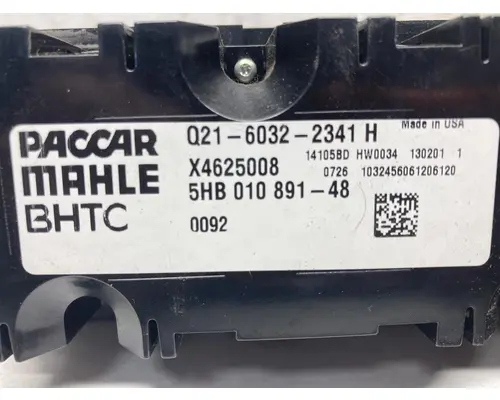 PACCAR
MAHLE
BHTC
Q21-6032-2341 H
Made in USA
X4625008
14105BD HW0034 130201 1
5HB 010 891-48
0726 1032456061206120
0092